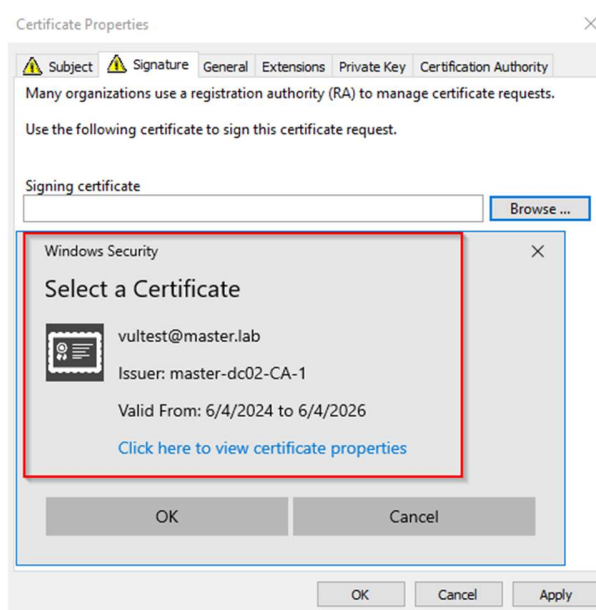 Certificate Properties
Subject Signature General Extensions Private Key Certification Authority
Many organizations use a registration authority (RA) to manage certificate requests.
Use the following certificate to sign this certificate request.
Signing certificate
Browse ...
Windows Security
Select a Certificate
vultest@master.lab
Issuer: master-dc02-CA-1
Valid From: 6/4/2024 to 6/4/2026
Click here to view certificate properties
OK Cancel
OK Cancel Apply